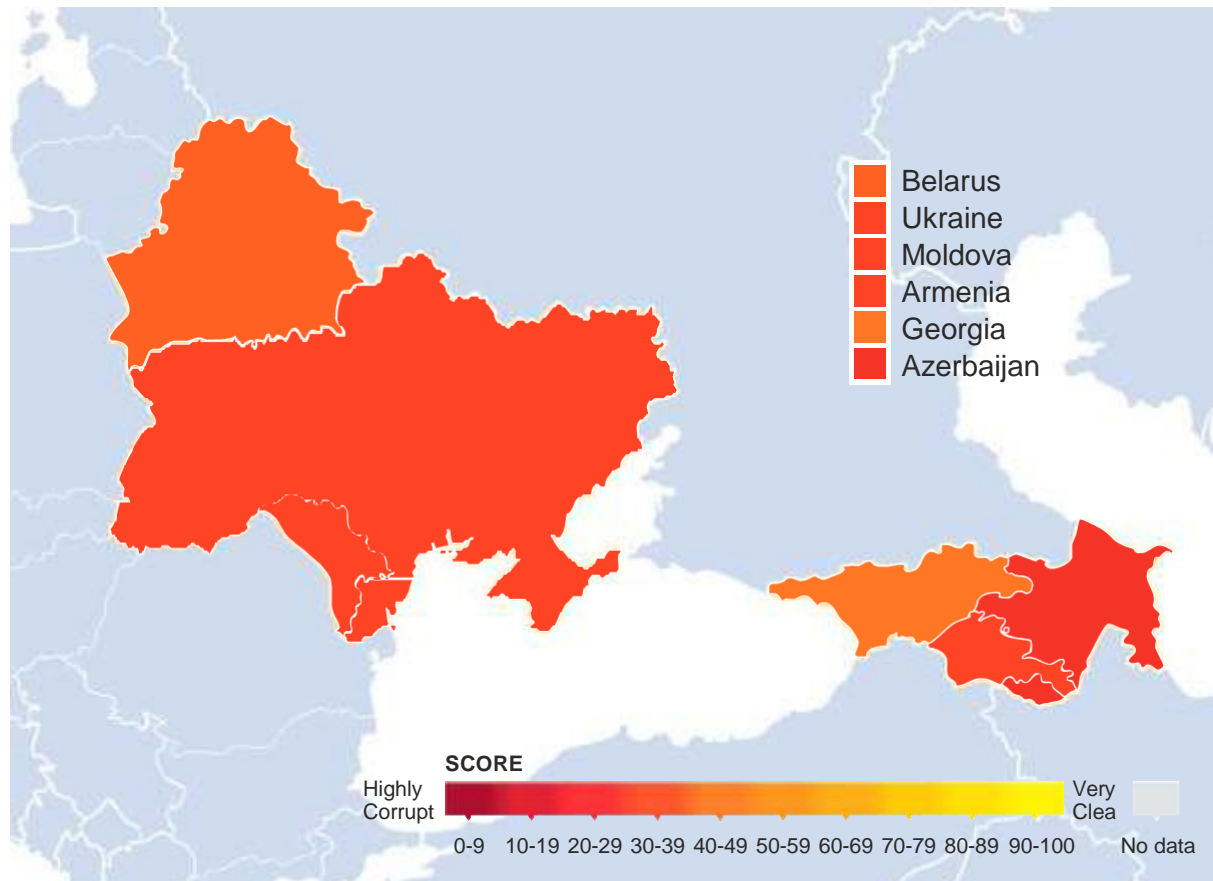 Belarus
Ukraine
Moldova
Armenia
Georgia
Azerbaijan
SCORE
Highly
Corrupt
Very
Clea
0-9 10-19 20-29 30-39 40-49 50-59 60-69 70-79 80-89 90-100 No data